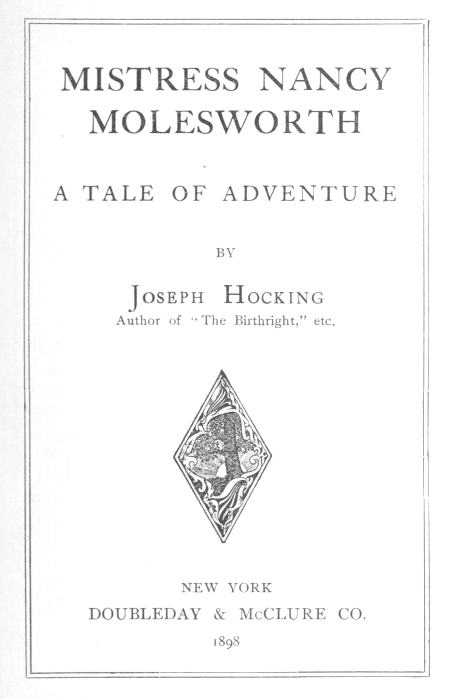 MISTRESS NANCY
MOLESWORTH
A TALE OF ADVENTURE
BY
JOSEPH HOCKING
Author of "The Birthright," etc.
NEW YORK
DOUBLEDAY & McCLURE CO.
1898